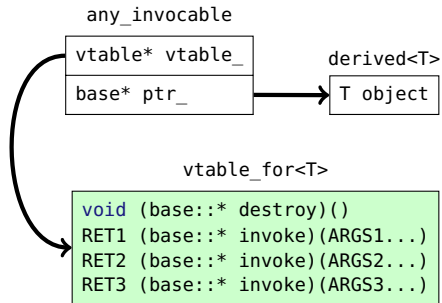 any_invocable
vtable* vtable_
derived<T>
base* ptr_
T object
vtable_for<T>
void (base::* destroy)()
RET1 (base::* invoke)(ARGS1...)
RET2 (base::* invoke)(ARGS2...)
RET3 (base::* invoke)(ARGS3...)